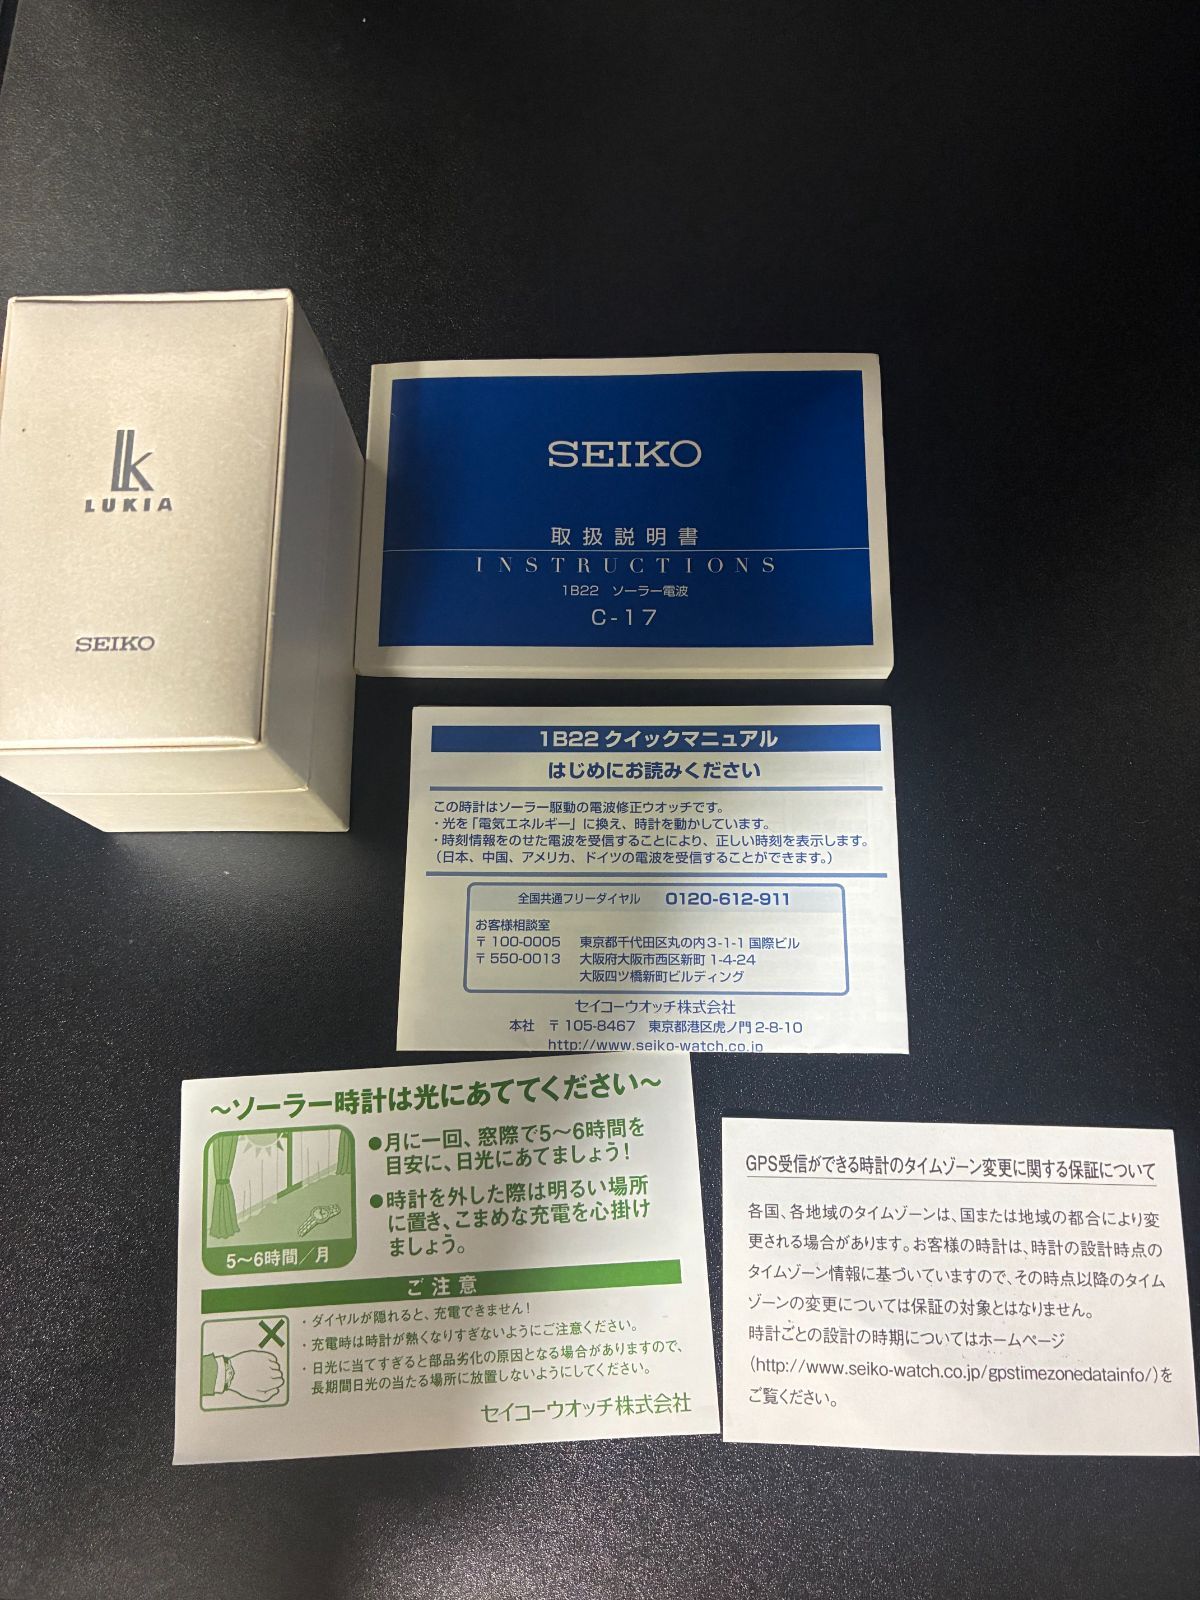 lk
LUKIA
SEIKO
SEIKO
取扱説明書
INSTRUCTIONS
1B22 ソーラー電波
C-17
1B22 クイックマニュアル
はじめにお読みください
この時計はソーラー駆動の電波修正ウオッチです。
・光を「電気エネルギー」に換え、時計を動かしています。
・時刻情報をのせた電波を受信することにより、正しい時刻を表示します。
（日本、中国、アメリカ、ドイツの電波を受信することができます。）
全国共通フリーダイヤル 0120-612-911
お客様相談室
〒100-0005 東京都千代田区丸の内3-1-1 国際ビル
〒550-0013 大阪府大阪市西区新町 1-4-24
大阪四ツ橋新町ビルディング
セイコーウオッチ株式会社
本社 〒105-8467 東京都港区虎ノ門 2-8-10
http://www.seiko-watch.co.jp
～ソーラー時計は光にあててください～
●月に一回、窓際で5～6時間を
目安に、日光にあてましょう！
●時計を外した際は明るい場所
に置き、こまめな充電を心掛け
ましょう。
5～6時間／月
ご注意
・ダイヤルが隠れると、充電できません！
・充電時は時計が熱くなりすぎないようにご注意ください。
・日光に当てすぎると部品劣化の原因となる場合がありますので、
長期間日光の当たる場所に放置しないようにしてください。
セイコーウオッチ株式会社
GPS受信ができる時計のタイムゾーン変更に関する保証について
各国、各地域のタイムゾーンは、国または地域の都合により変
更される場合があります。お客様の時計は、時計の設計時点の
タイムゾーン情報に基づいていますので、その時点以降のタイム
ゾーンの変更については保証の対象とはなりません。
時計ごとの設計の時期についてはホームページ
（http://www.seiko-watch.co.jp/gpstimezonedatainfo/）を
ご覧ください。